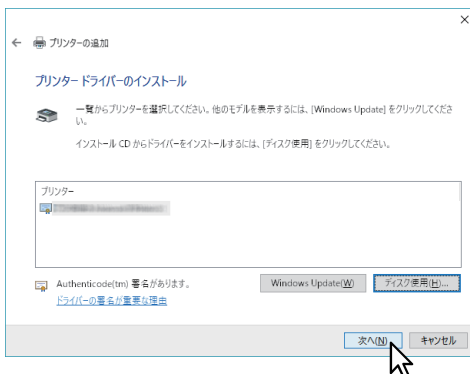 プリンターの追加
プリンター ドライバーのインストール
一覧からプリンターを選択してください。他のモデルを表示するには、[Windows Update] をクリックしてくださ
い。
インストール CD からドライバーをインストールするには、[ディスク使用] をクリックしてください。
プリンター
Authenticode(tm) 署名があります。
ドライバーの署名が重要な理由
Windows Update(W)
ディスク使用(H)...
次へ(N)
キャンセル